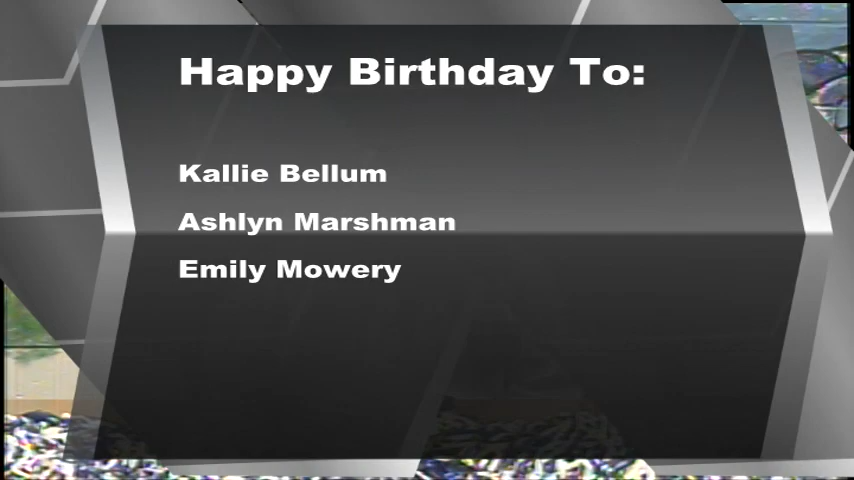 Happy Birthday To:
Kallie Bellum
Ashlyn Marshman
Emily Mowery